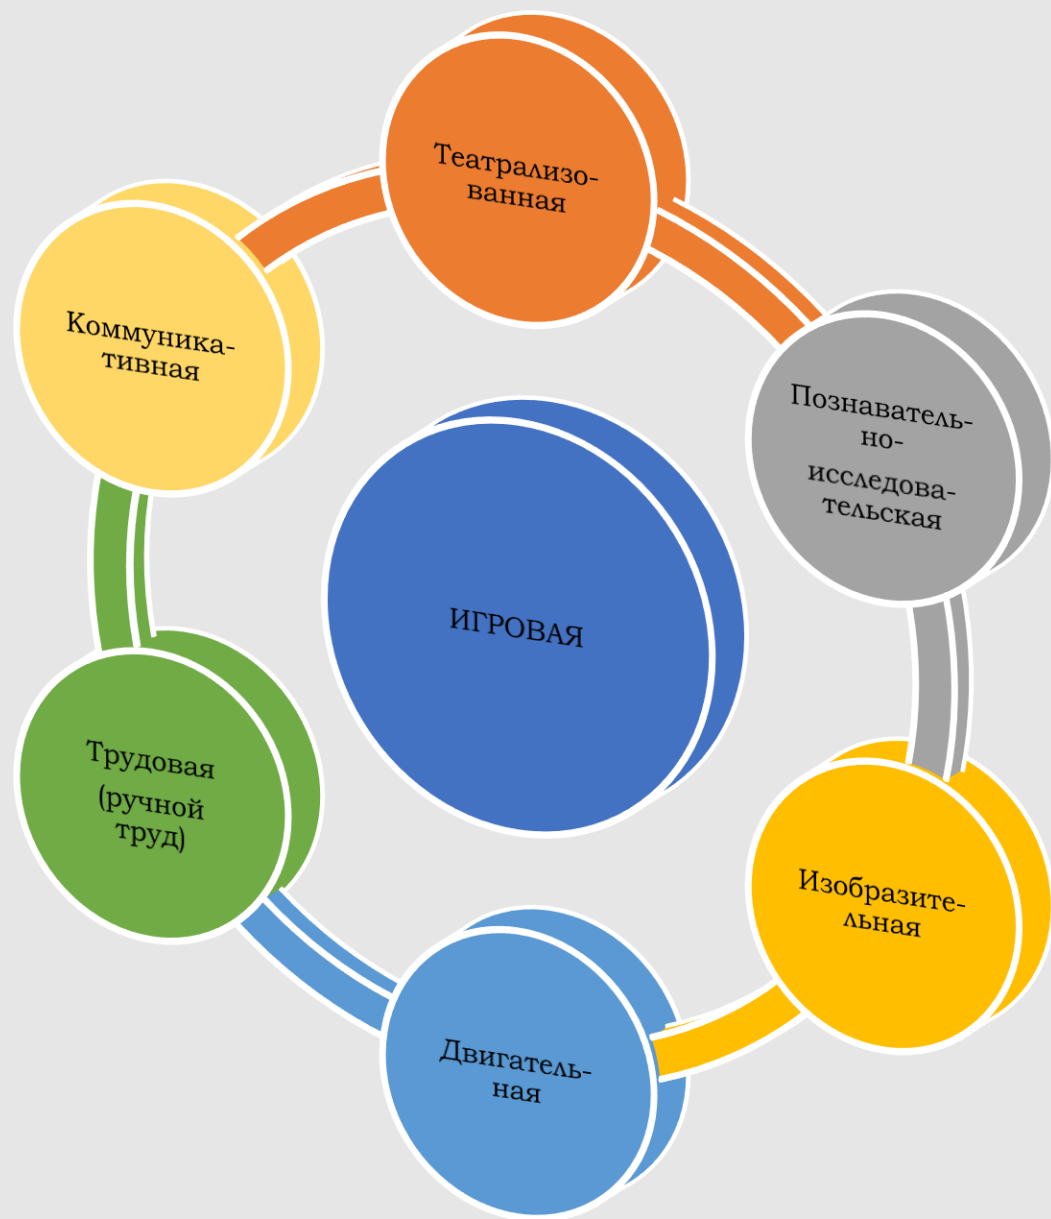 Театрализо-
ванная
Познаватель-
но-
исследова-
тельская
Изобразите-
льная
Двигатель-
ная
Трудовая
(ручной
труд)
Коммуника-
тивная
ИГРОВАЯ